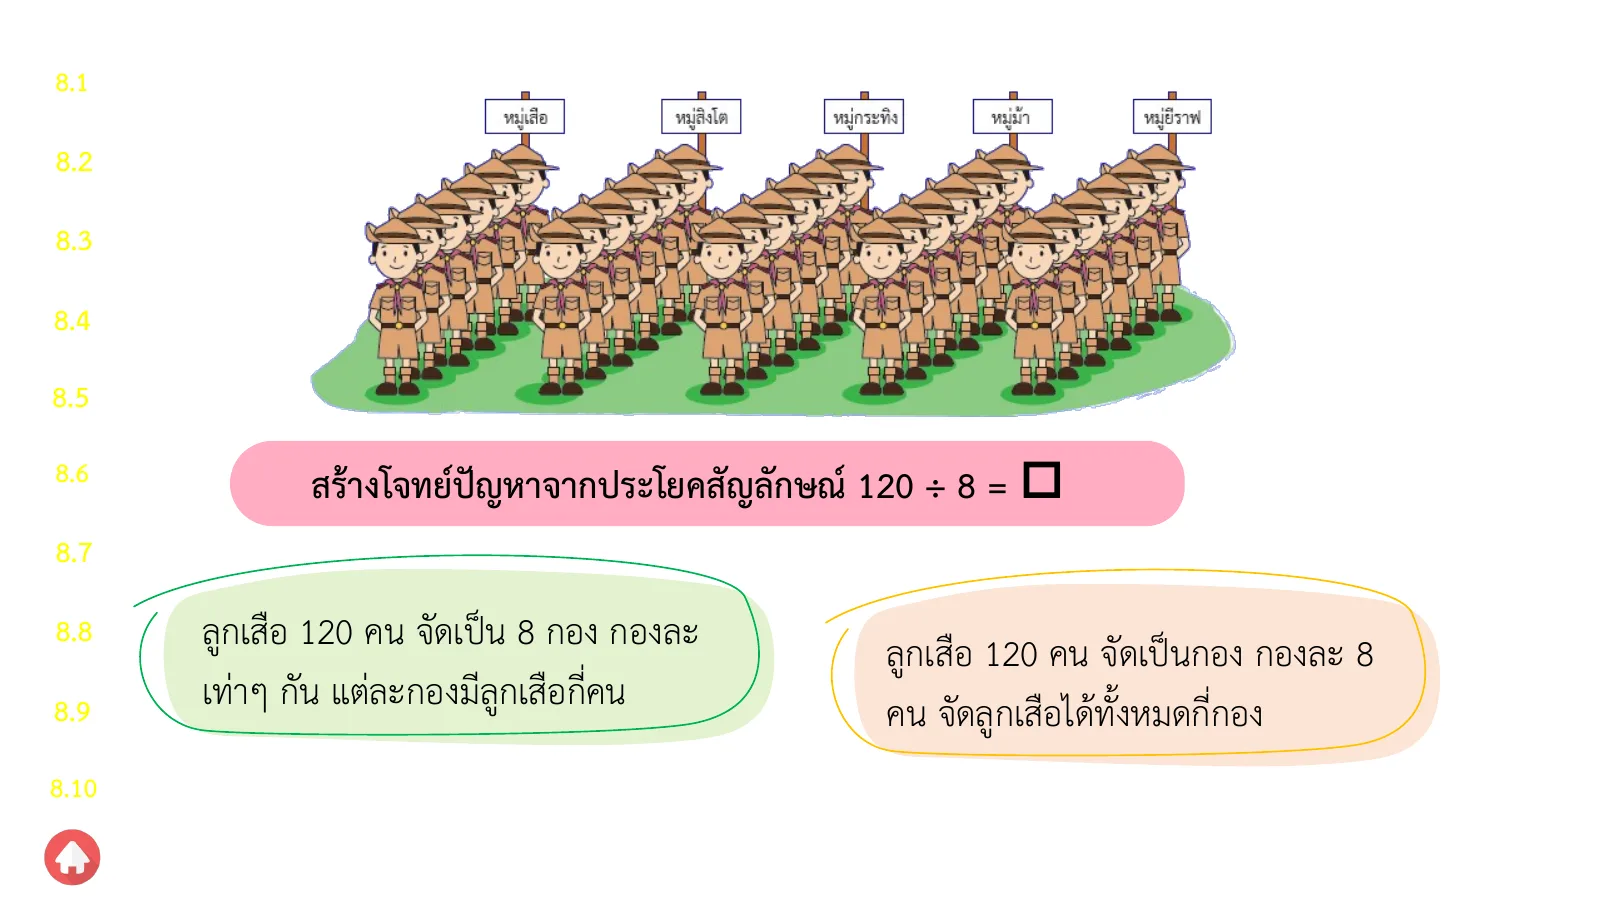 8.1
8.2
8.3
8.4
8.5
8.6
8.7
8.8
8.9
8.10
หมู่เสือ
หมู่สิงโต
หมู่กระทิง
หมู่ม้า
หมู่ยีราฟ
สร้างโจทย์ปัญหาจากประโยคสัญลักษณ์ 120 ÷ 8 = □
ลูกเสือ 120 คน จัดเป็น 8 กอง กองละ
เท่าๆ กัน แต่ละกองมีลูกเสือกี่คน
ลูกเสือ 120 คน จัดเป็นกอง กองละ 8
คน จัดลูกเสือได้ทั้งหมดกี่กอง